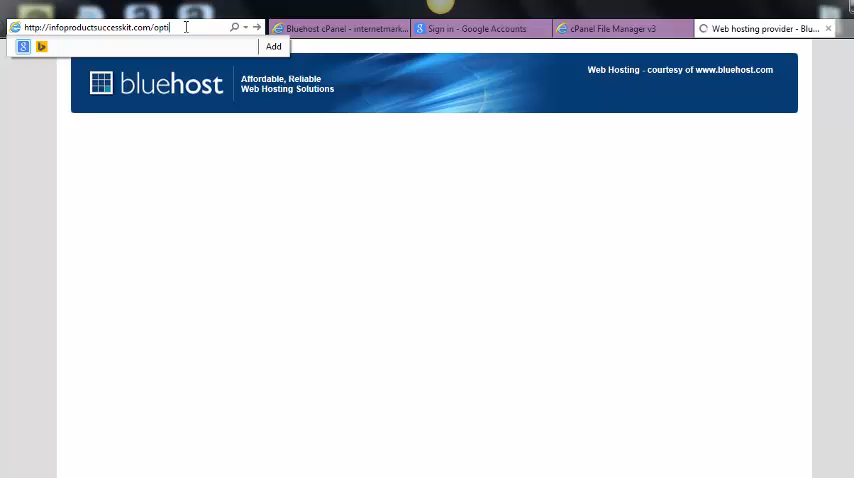 http://infoproductsuccesskit.com/opti
Bluehost cPanel - internetmark...
Sign in - Google Accounts
cPanel File Manager v3
Web hosting provider - Blu...
Add
bluehost
Affordable, Reliable
Web Hosting Solutions
Web Hosting - courtesy of www.bluehost.com